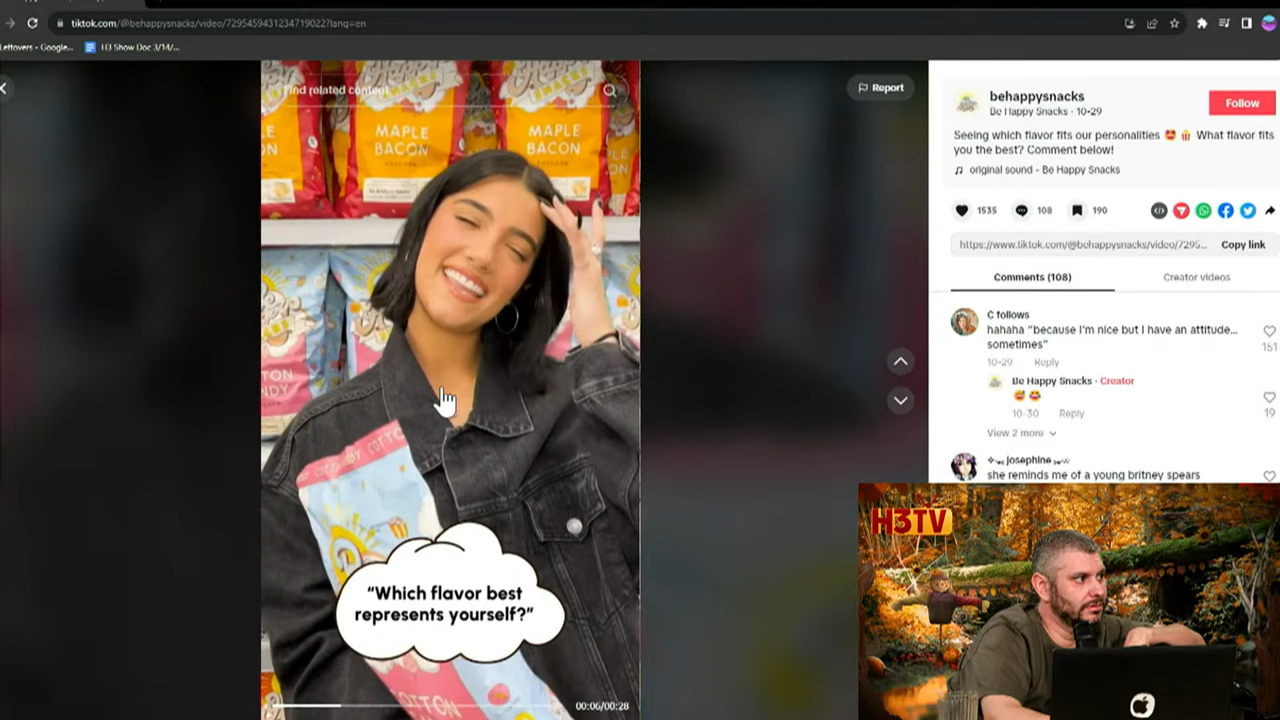 tiktok.com/@behappysnacks/video/7295459431234719022?lang=en
Leftovers - Google...
H3 Show Doc 3/14/...
Find related content
Report
MAPLE
BACON
MAPLE
BACON
behappysnacks
Be Happy Snacks · 10-29
Follow
Seeing which flavor fits our personalities 🤩 🍿 What flavor fits
you the best? Comment below!
original sound - Be Happy Snacks
1535
108
190
https://www.tiktok.com/@behappysnacks/video/7295...
Copy link
Comments (108)
Creator videos
C follows
hahaha “because I'm nice but I have an attitude...
sometimes”
151
10-29
Reply
Be Happy Snacks · Creator
10-30
Reply
19
View 2 more
josephine
she reminds me of a young britney spears
“Which flavor best
represents yourself?”
00:06/00:28
H3TV